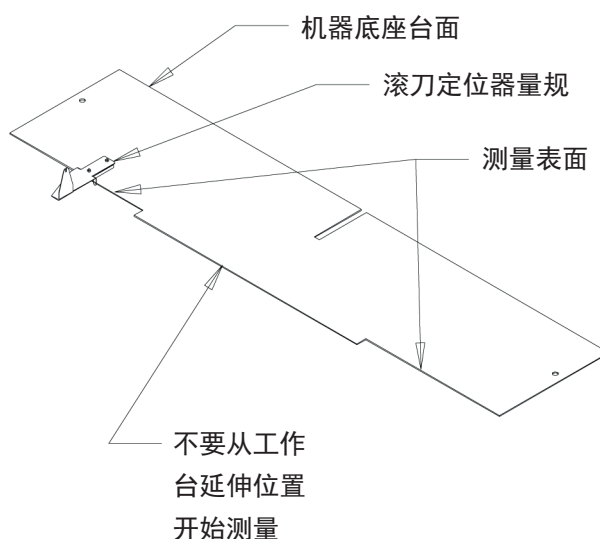 机器底座台面
滚刀定位器量规
测量表面
不要从工作
台延伸位置
开始测量